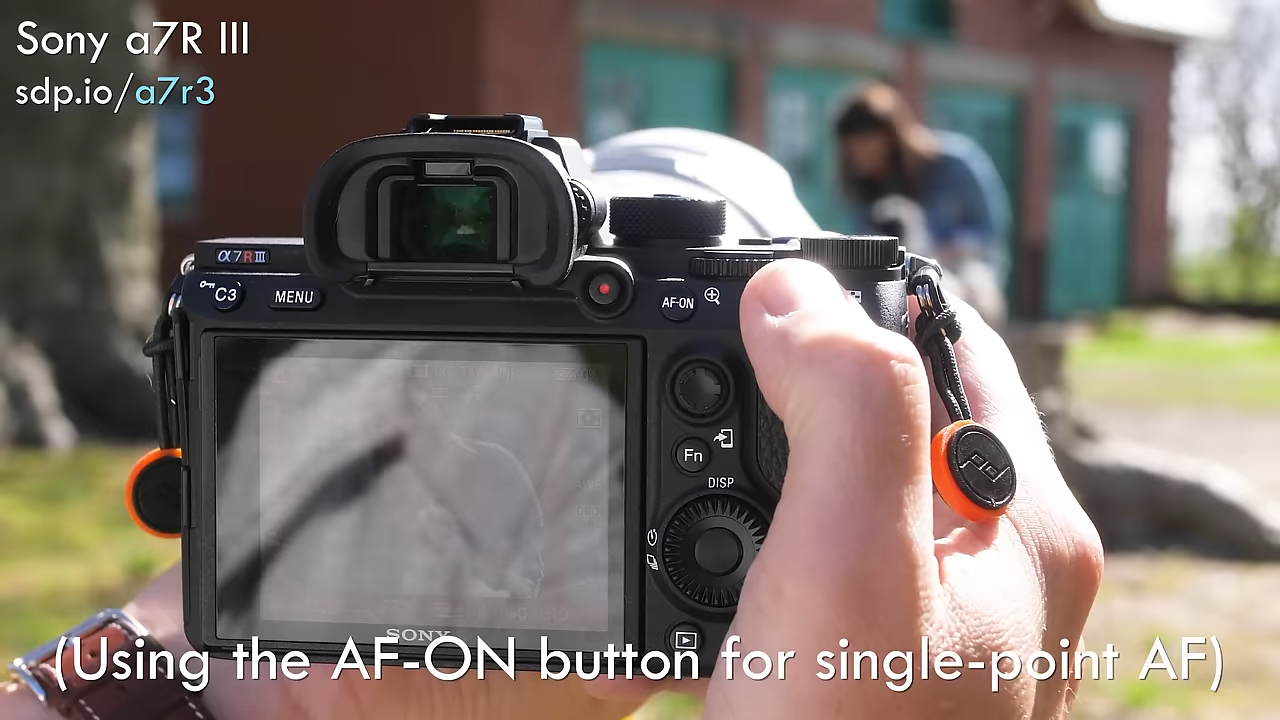 Sony a7R III
sdp.io/a7r3
α7RIII
C3
MENU
AF-ON
Fn
DISP
SONY
(Using the AF-ON button for single-point AF)